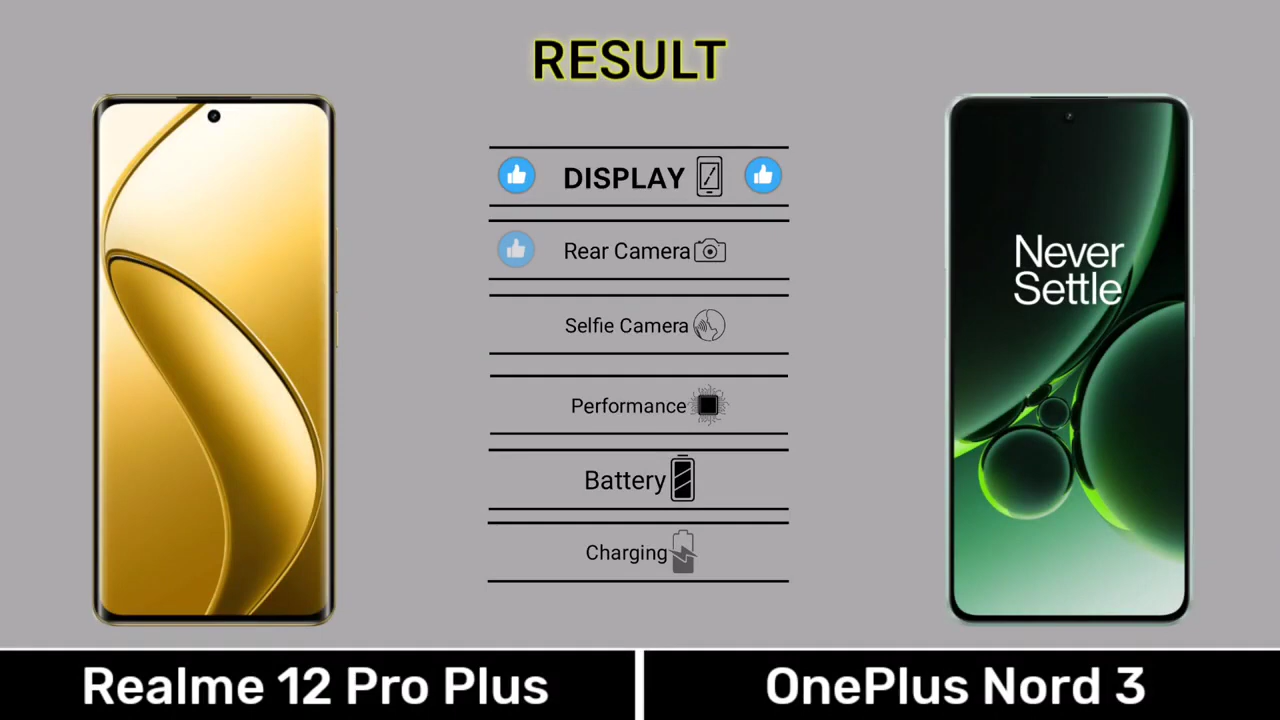 RESULT
DISPLAY
Rear Camera
Selfie Camera
Performance
Battery
Charging
Never
Settle
Realme 12 Pro Plus
OnePlus Nord 3